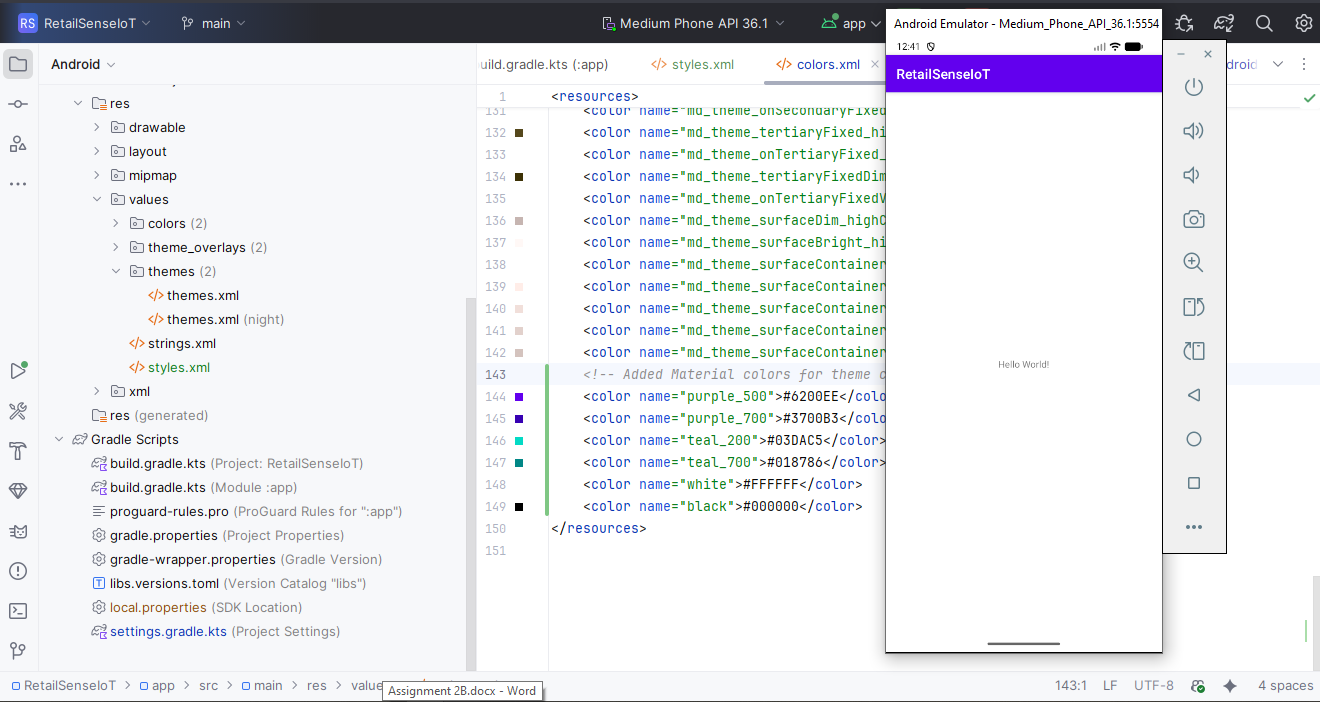 RS RetailSenseIoT
main
Medium Phone API 36.1
app
Android Emulator - Medium_Phone_API_36.1:5554
Android
uild.gradle.kts (:app)
styles.xml
colors.xml
droid
12:41
RetailSenseIoT
Hello World!
res
drawable
layout
mipmap
values
colors (2)
theme_overlays (2)
themes (2)
themes.xml
themes.xml (night)
strings.xml
styles.xml
xml
res (generated)
Gradle Scripts
build.gradle.kts (Project: RetailSenseIoT)
build.gradle.kts (Module :app)
proguard-rules.pro (ProGuard Rules for ":app")
gradle.properties (Project Properties)
gradle-wrapper.properties (Gradle Version)
libs.versions.toml (Version Catalog "libs")
local.properties (SDK Location)
settings.gradle.kts (Project Settings)
1 <resources>
131 <color name="md_theme_onSecondaryFixed
132 <color name="md_theme_tertiaryFixed_hi
133 <color name="md_theme_onTertiaryFixed_
134 <color name="md_theme_tertiaryFixedDim
135 <color name="md_theme_onTertiaryFixedV
136 <color name="md_theme_surfaceDim_highC
137 <color name="md_theme_surfaceBright_hi
138 <color name="md_theme_surfaceContainer
139 <color name="md_theme_surfaceContainer
140 <color name="md_theme_surfaceContainer
141 <color name="md_theme_surfaceContainer
142 <color name="md_theme_surfaceContainer
143 <!-- Added Material colors for theme c
144 <color name="purple_500">#6200EE</colo
145 <color name="purple_700">#3700B3</colo
146 <color name="teal_200">#03DAC5</color>
147 <color name="teal_700">#018786</color>
148 <color name="white">#FFFFFF</color>
149 <color name="black">#000000</color>
150 </resources>
151
RetailSenseIoT > app > src > main > res > value
Assignment 2B.docx - Word
143:1 LF UTF-8 4 spaces